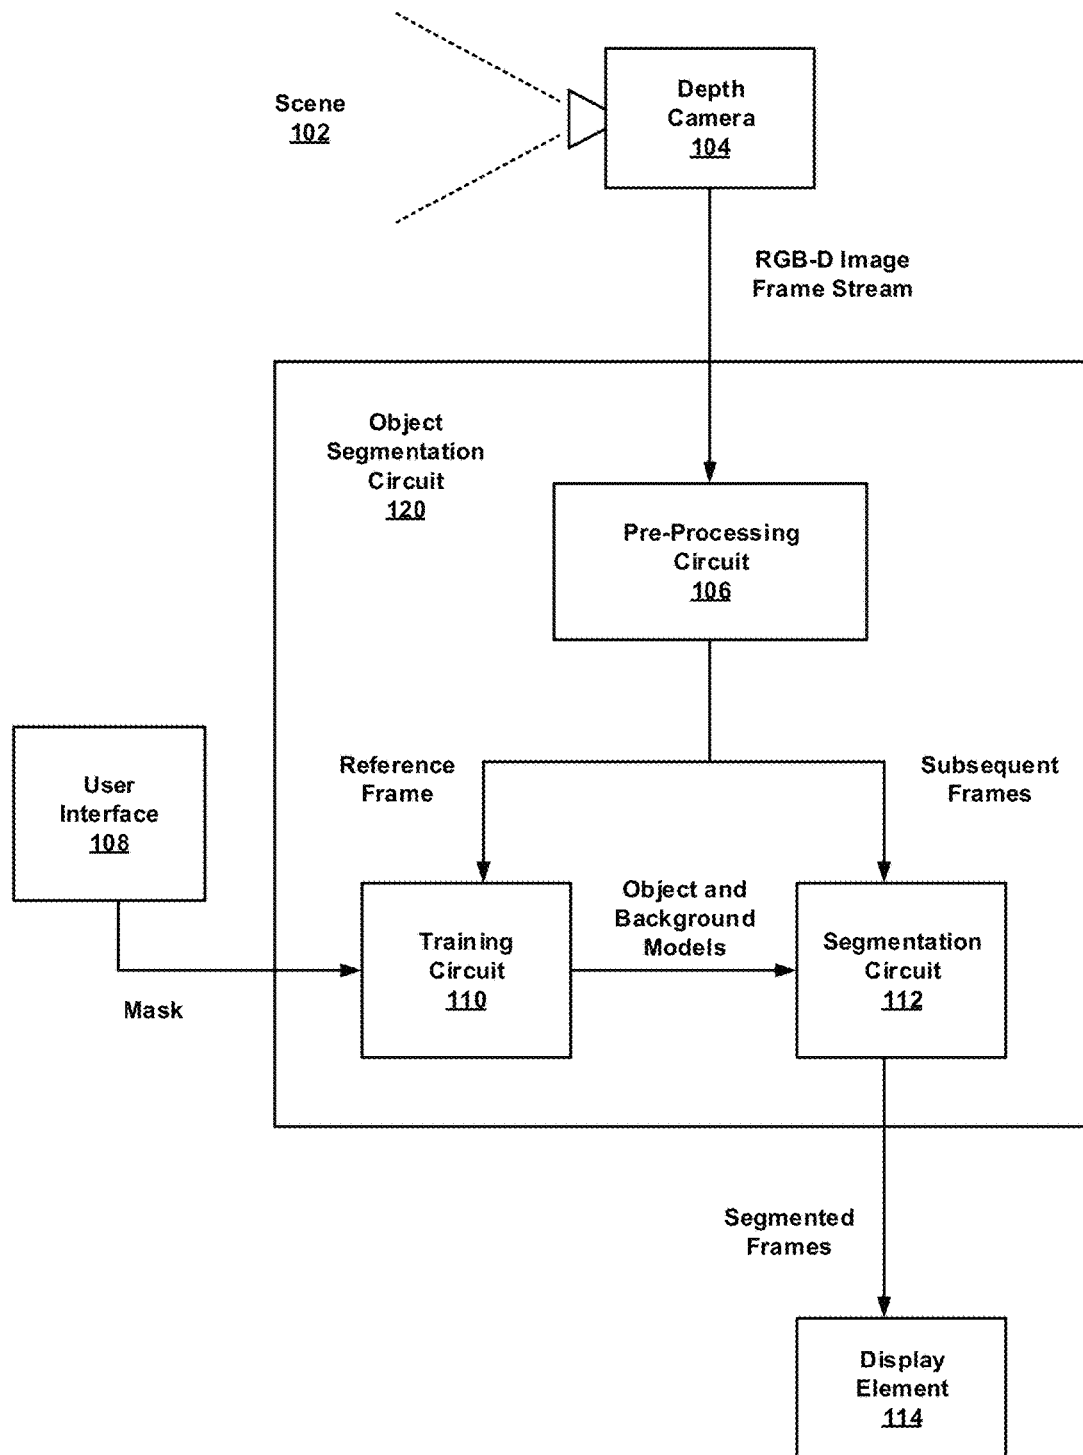 Scene
102
Depth
Camera
104
RGB-D Image
Frame Stream
Object
Segmentation
Circuit
120
Pre-Processing
Circuit
106
User
Interface
108
Reference
Frame
Subsequent
Frames
Training
Circuit
110
Object and
Background
Models
Segmentation
Circuit
112
Mask
Segmented
Frames
Display
Element
114